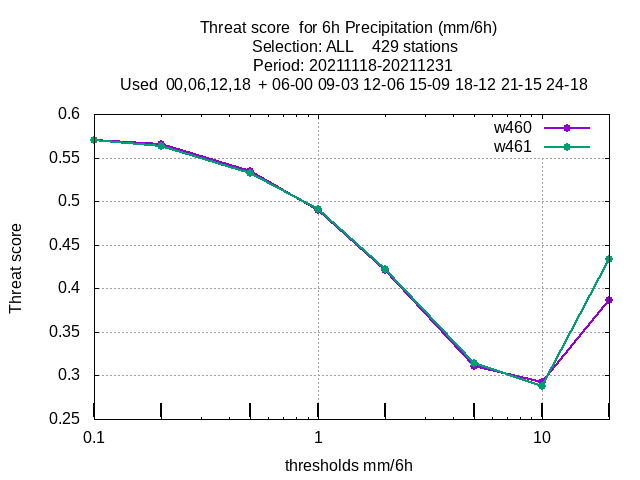 Threat score  for 6h Precipitation (mm/6h)
Selection: ALL    429 stations
Period: 20211118-20211231
Used  00,06,12,18  + 06-00 09-03 12-06 15-09 18-12 21-15 24-18
0.6
w460
w461
0.55
0.5
0.45
Threat score
0.4
0.35
0.3
0.25
0.1 1 10
thresholds mm/6h